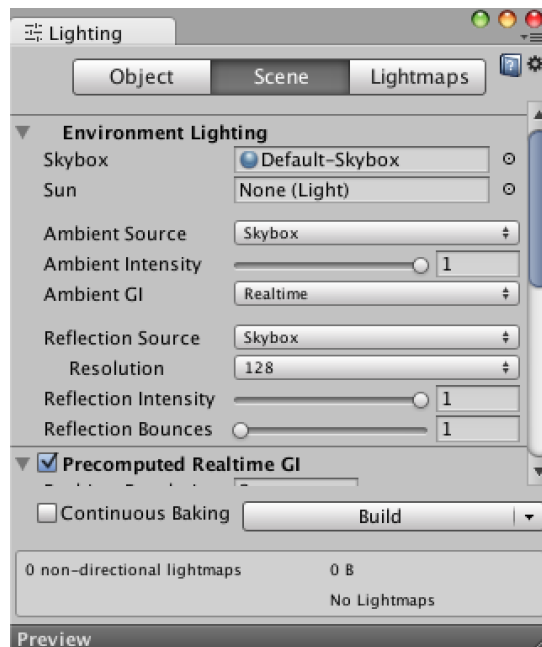 Lighting
Object Scene Lightmaps
Environment Lighting
Skybox Default-Skybox
Sun None (Light)
Ambient Source Skybox
Ambient Intensity 1
Ambient GI Realtime
Reflection Source Skybox
Resolution 128
Reflection Intensity 1
Reflection Bounces 1
Precomputed Realtime GI
Continuous Baking Build
0 non-directional lightmaps 0 B
No Lightmaps
Preview